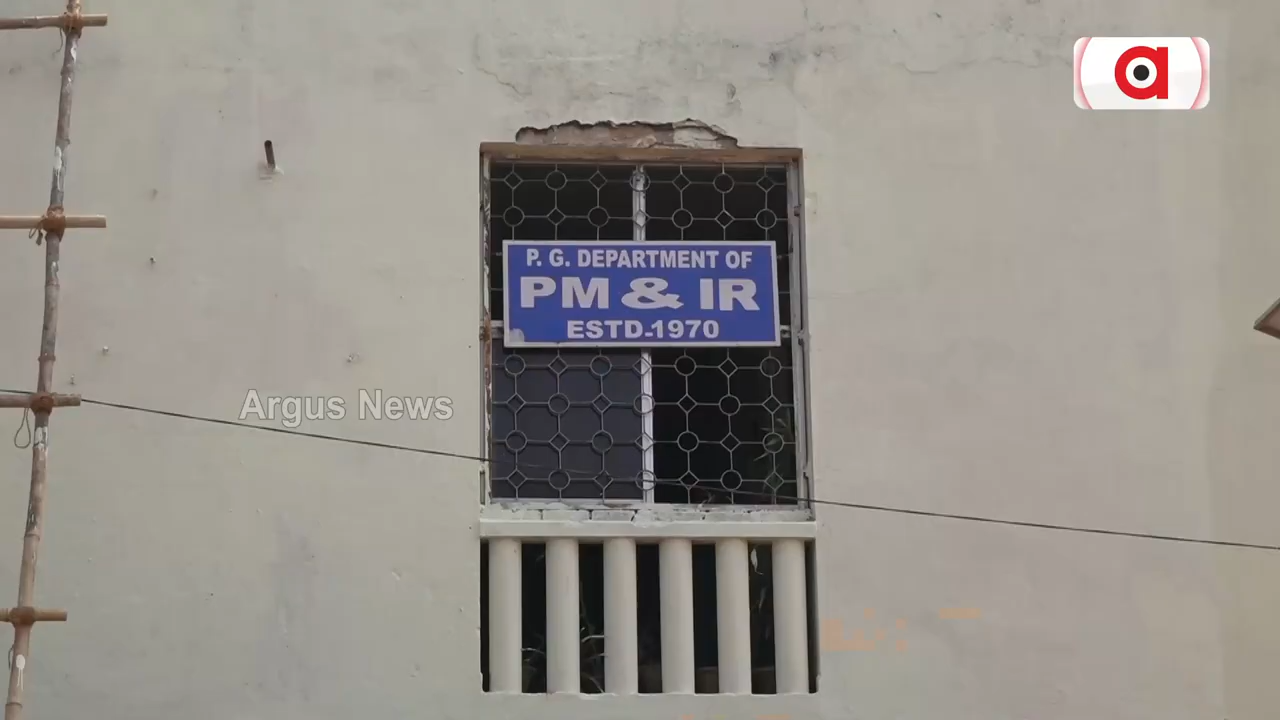 a
P. G. DEPARTMENT OF
PM & IR
ESTD-1970
Argus News